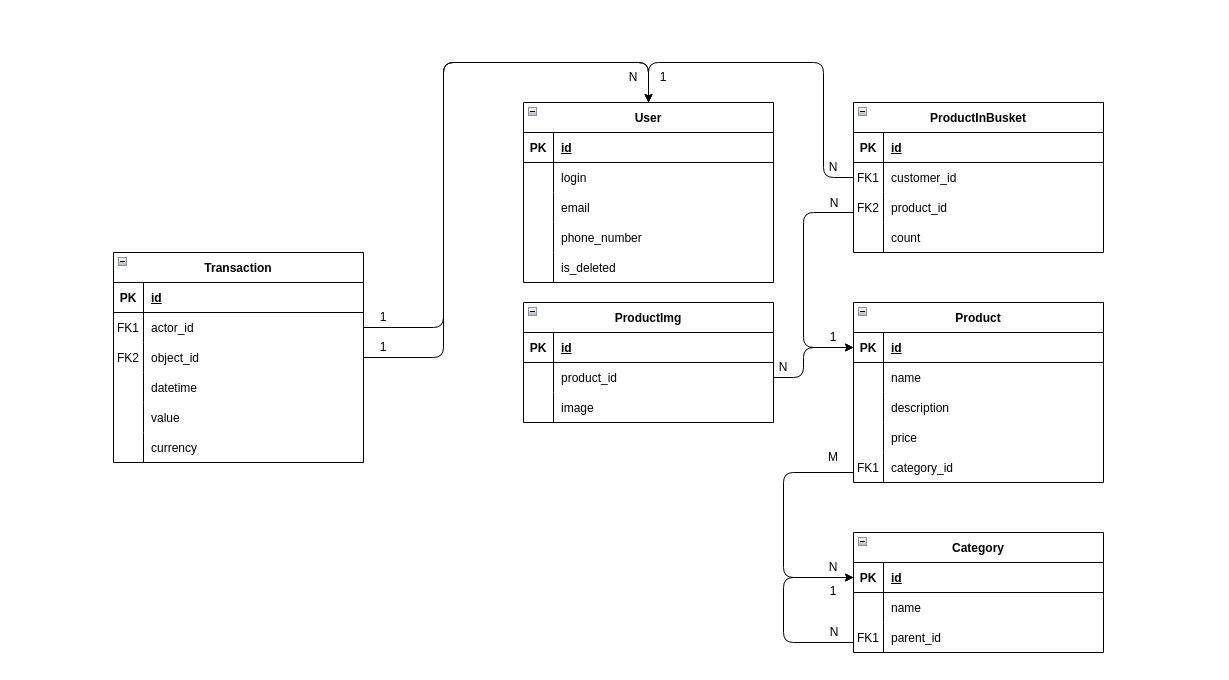 N 1
User
PK id
login
email
phone_number
is_deleted
ProductInBusket
PK id
N
FK1 customer_id
N
FK2 product_id
count
Transaction
PK id
FK1 actor_id
1
FK2 object_id
1
datetime
value
currency
ProductImg
PK id
product_id
N
image
Product
1
PK id
name
description
price
M
FK1 category_id
Category
N
PK id
1
name
N
FK1 parent_id